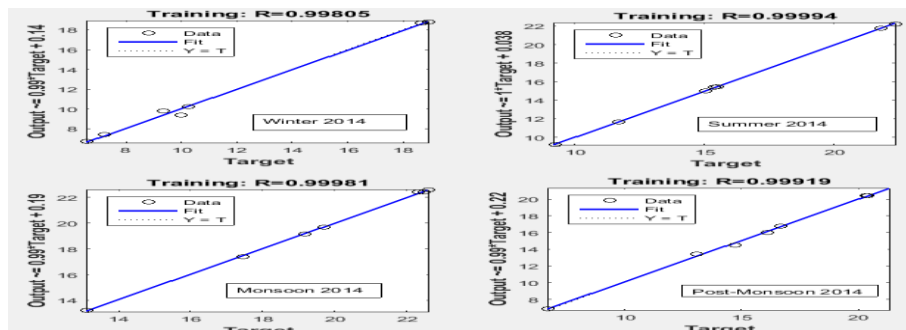 Training: R=0.99805
Output ~= 0.99*Target + 0.14
18
16
14
12
10
8
Data
Fit
Y = T
Winter 2014
8
10
12
14
16
18
Target
Training: R=0.99994
Output ~= 1*Target + 0.038
22
20
18
16
14
12
10
Data
Fit
Y = T
Summer 2014
10
15
20
Target
Training: R=0.99981
Output ~= 0.99*Target + 0.19
22
20
18
16
14
Data
Fit
Y = T
Monsoon 2014
14
16
18
20
22
Target
Training: R=0.99919
Output ~= 0.99*Target + 0.22
20
18
16
14
12
10
8
Data
Fit
Y = T
Post-Monsoon 2014
10
15
20
Target